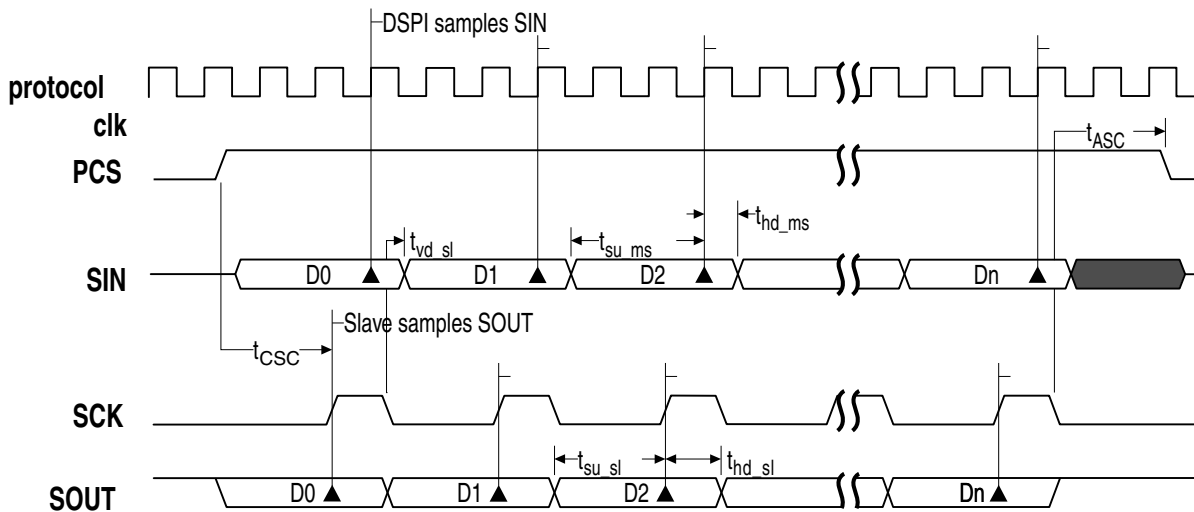 DSPI samples SIN
protocol
clk
t_ASC
PCS
t_hd_ms
t_vd_sl
t_su_ms
SIN
D0
D1
D2
Dn
Slave samples SOUT
t_CSC
SCK
t_su_sl
t_hd_sl
SOUT
D0
D1
D2
Dn